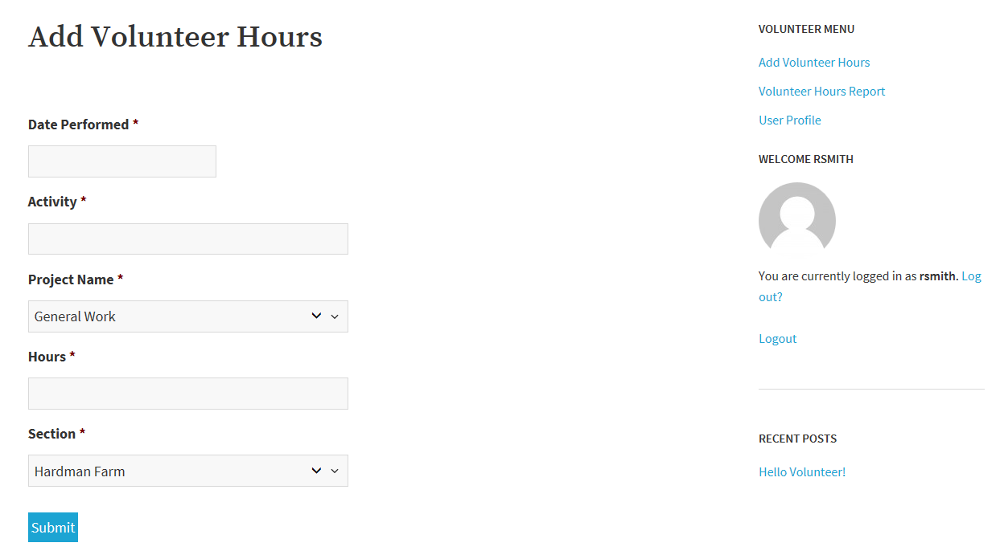 Add Volunteer Hours
Date Performed *
Activity *
Project Name *
General Work
Hours *
Section *
Hardman Farm
Submit
VOLUNTEER MENU
Add Volunteer Hours
Volunteer Hours Report
User Profile
WELCOME RSMITH
You are currently logged in as rsmith. Log
out?
Logout
RECENT POSTS
Hello Volunteer!